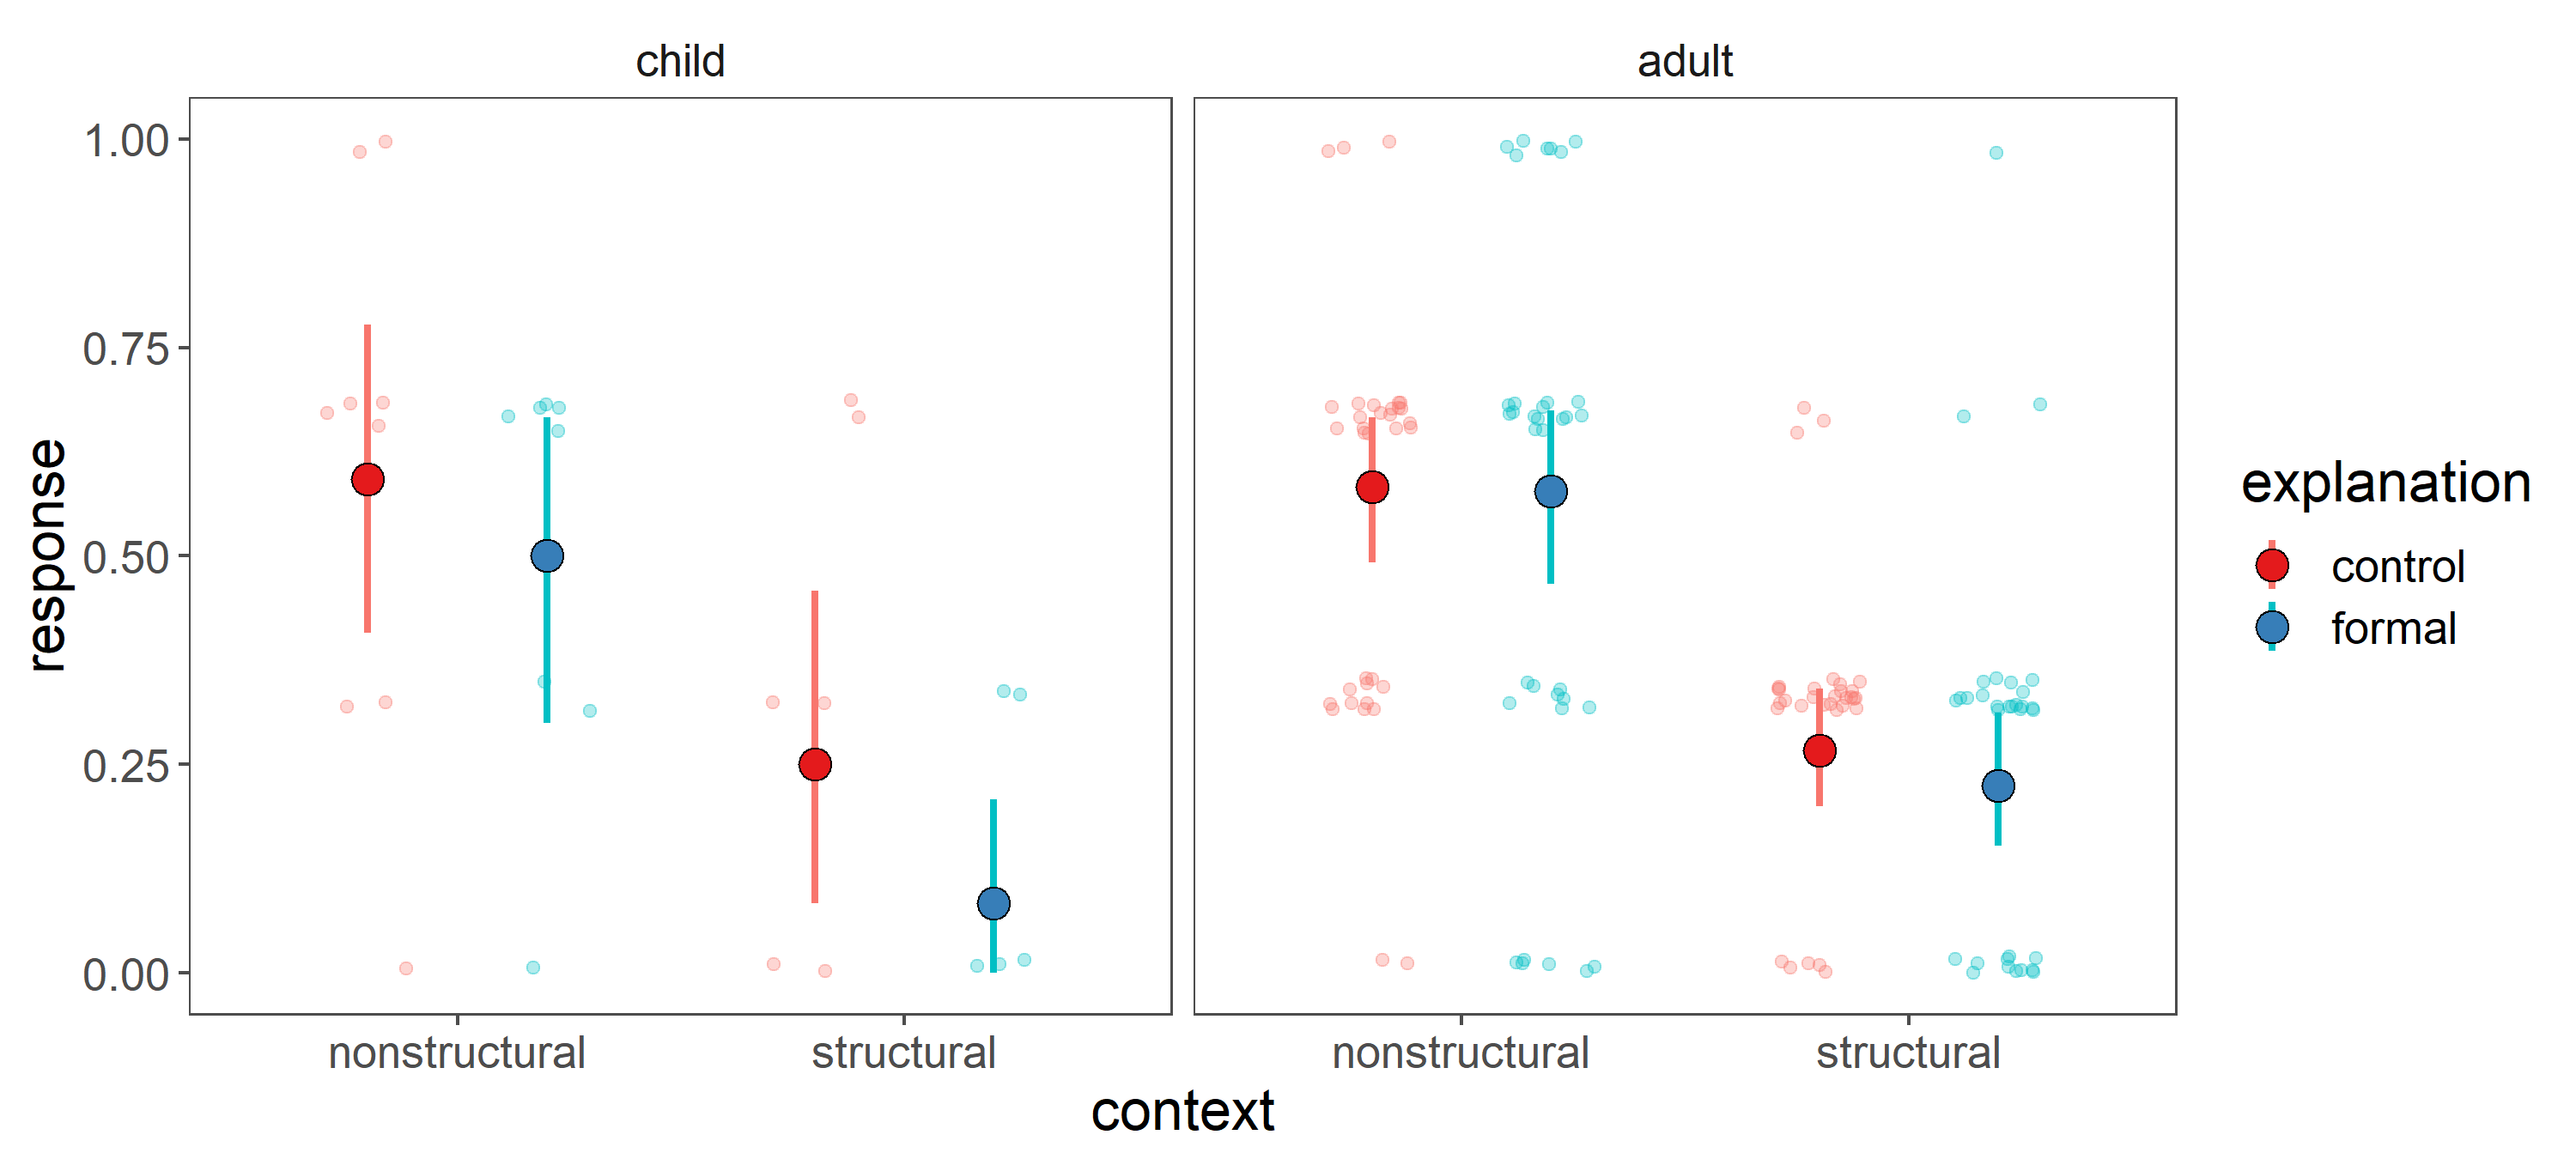 child
adult
1.00
0.75
0.50
0.25
0.00
response
nonstructural
structural
nonstructural
structural
context
explanation
control
formal